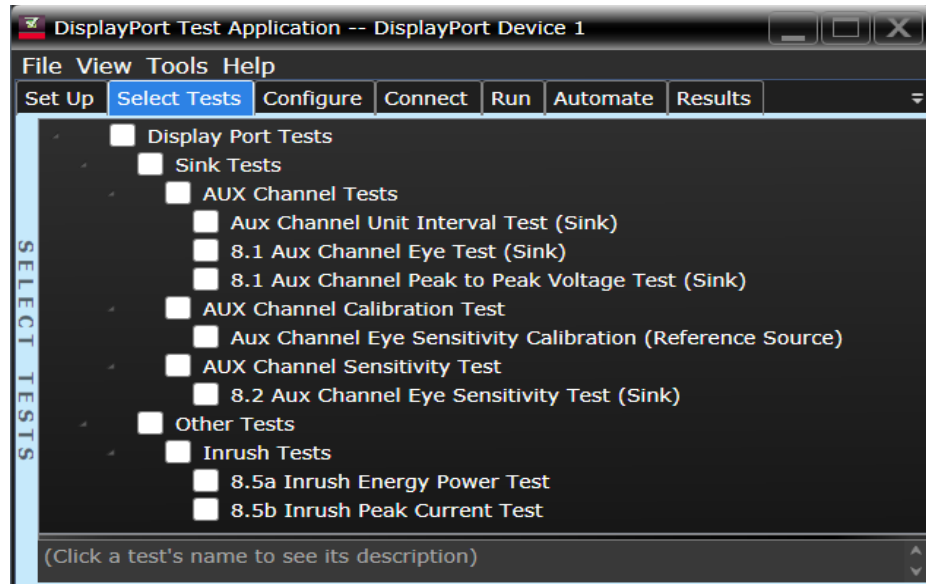 DisplayPort Test Application -- DisplayPort Device 1
File View Tools Help
Set Up Select Tests Configure Connect Run Automate Results
SELECT TESTS
Display Port Tests
Sink Tests
AUX Channel Tests
Aux Channel Unit Interval Test (Sink)
8.1 Aux Channel Eye Test (Sink)
8.1 Aux Channel Peak to Peak Voltage Test (Sink)
AUX Channel Calibration Test
Aux Channel Eye Sensitivity Calibration (Reference Source)
AUX Channel Sensitivity Test
8.2 Aux Channel Eye Sensitivity Test (Sink)
Other Tests
Inrush Tests
8.5a Inrush Energy Power Test
8.5b Inrush Peak Current Test
(Click a test's name to see its description)